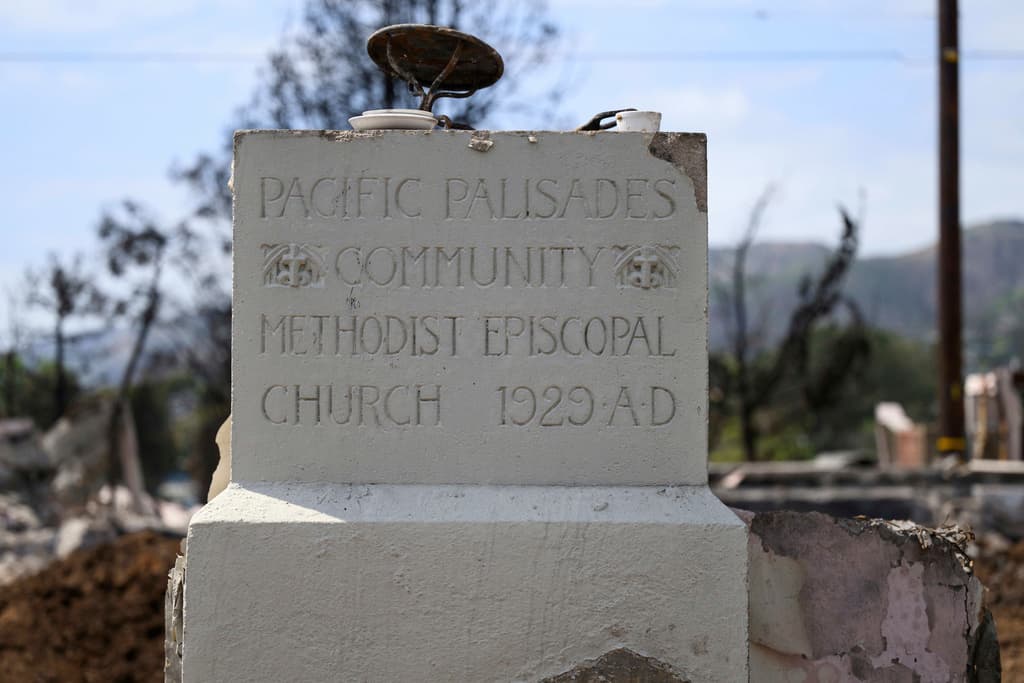 PACIFIC PALISADES
COMMUNITY
METHODIST EPISCOPAL
CHURCH 1929·A·D